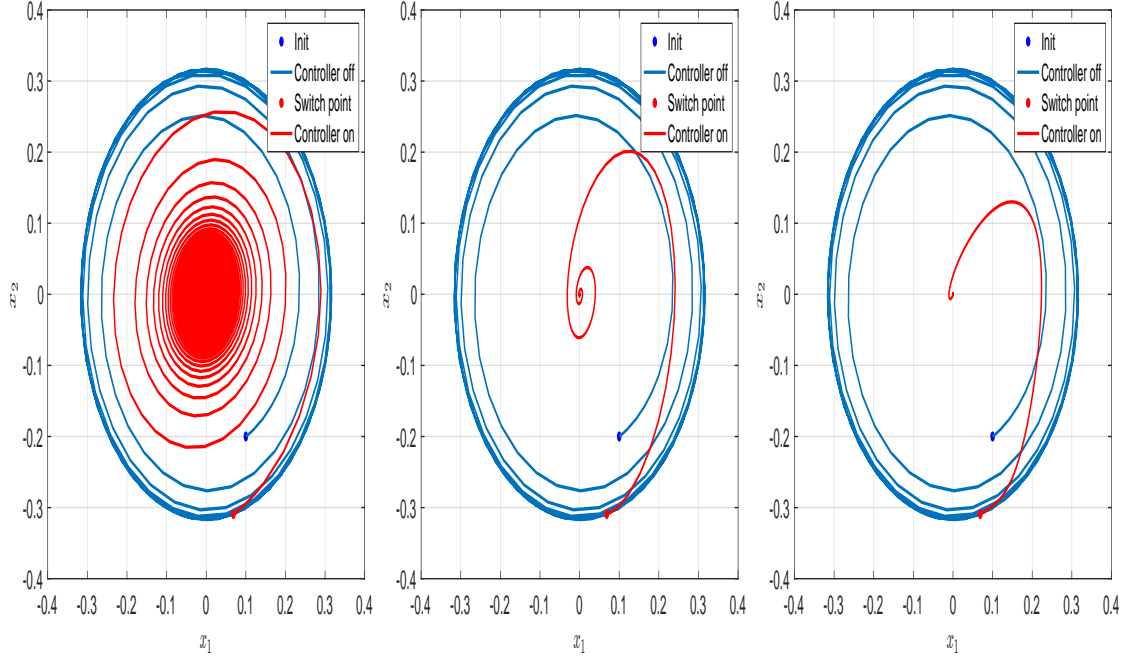 0.4
0.3
0.2
0.1
0
-0.1
-0.2
-0.3
-0.4
x2
-0.4 -0.3 -0.2 -0.1 0 0.1 0.2 0.3 0.4
x1
Init
Controller off
Switch point
Controller on
0.4
0.3
0.2
0.1
0
-0.1
-0.2
-0.3
-0.4
x2
-0.4 -0.3 -0.2 -0.1 0 0.1 0.2 0.3 0.4
x1
Init
Controller off
Switch point
Controller on
0.4
0.3
0.2
0.1
0
-0.1
-0.2
-0.3
-0.4
x2
-0.4 -0.3 -0.2 -0.1 0 0.1 0.2 0.3 0.4
x1
Init
Controller off
Switch point
Controller on